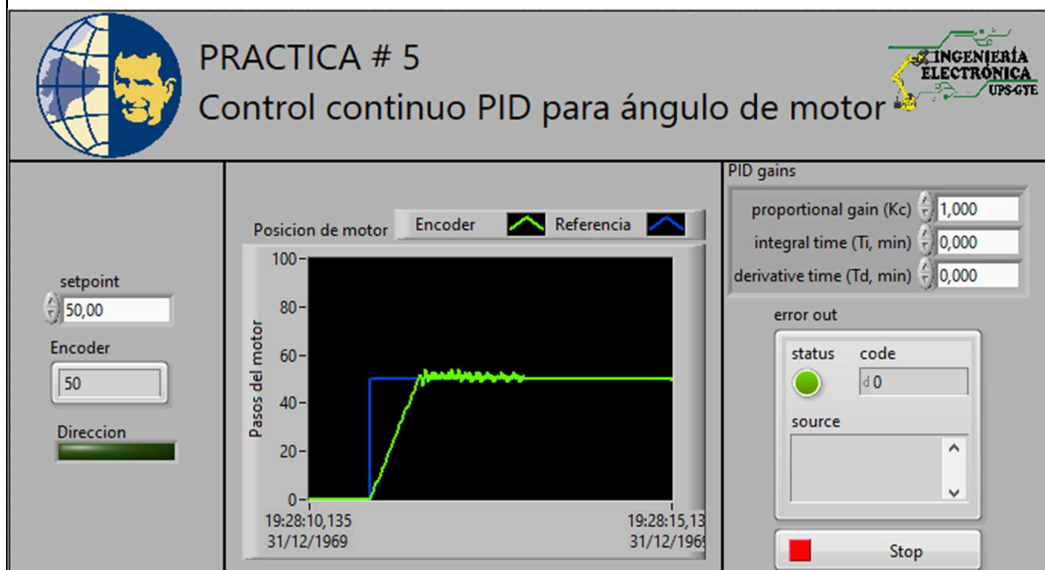 PRACTICA # 5
Control continuo PID para ángulo de motor
INGENIERÍA
ELECTRÓNICA
UPS-GYE
setpoint
50,00
Encoder
50
Direccion
Posicion de motor
Encoder
Referencia
Pasos del motor
100
80
60
40
20
0
19:28:10,135
31/12/1969
19:28:15,13
31/12/1969
PID gains
proportional gain (Kc)
1,000
integral time (Ti, min)
0,000
derivative time (Td, min)
0,000
error out
status
code
d 0
source
Stop